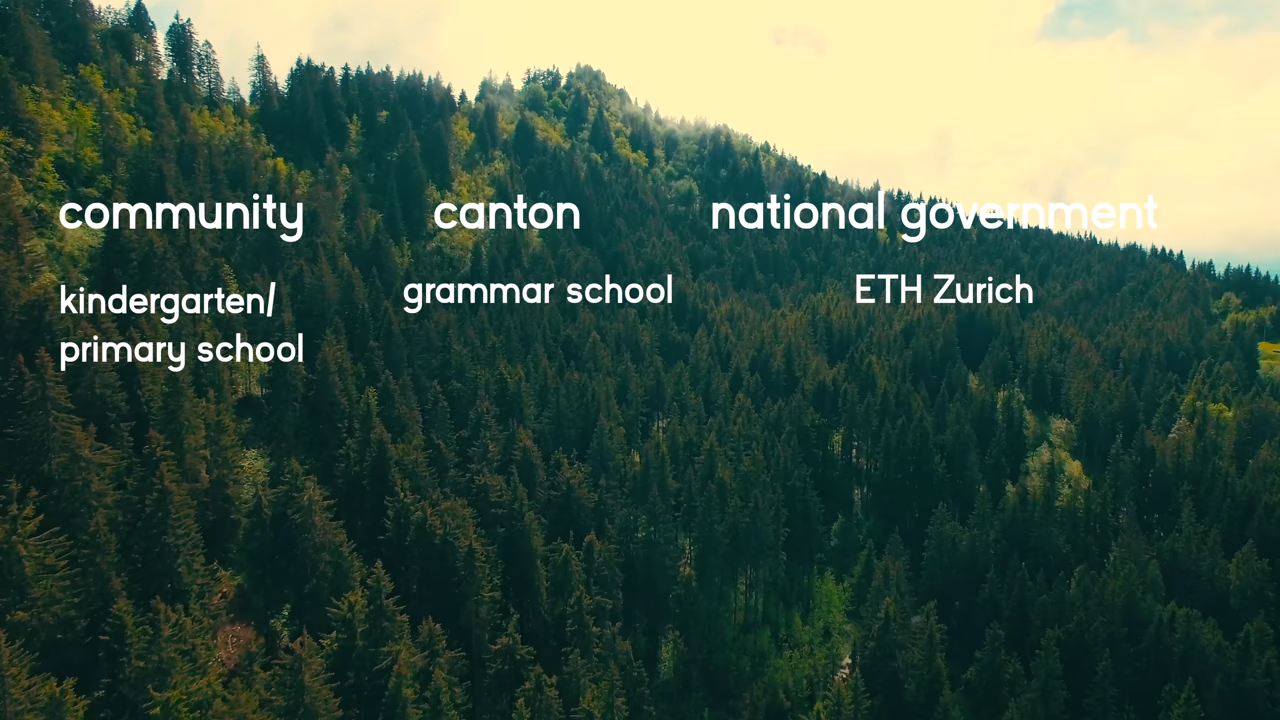 community canton national government
kindergarten/ grammar school ETH Zurich
primary school